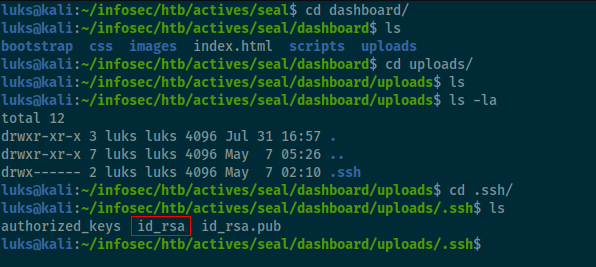 luks@kali:~/infosec/htb/actives/seal$ cd dashboard/
luks@kali:~/infosec/htb/actives/seal/dashboard$ ls
bootstrap  css  images  index.html  scripts  uploads
luks@kali:~/infosec/htb/actives/seal/dashboard$ cd uploads/
luks@kali:~/infosec/htb/actives/seal/dashboard/uploads$ ls
luks@kali:~/infosec/htb/actives/seal/dashboard/uploads$ ls -la
total 12
drwxr-xr-x 3 luks luks 4096 Jul 31 16:57 .
drwxr-xr-x 7 luks luks 4096 May  7 05:26 ..
drwx------ 2 luks luks 4096 May  7 02:10 .ssh
luks@kali:~/infosec/htb/actives/seal/dashboard/uploads$ cd .ssh/
luks@kali:~/infosec/htb/actives/seal/dashboard/uploads/.ssh$ ls
authorized_keys  id_rsa  id_rsa.pub
luks@kali:~/infosec/htb/actives/seal/dashboard/uploads/.ssh$